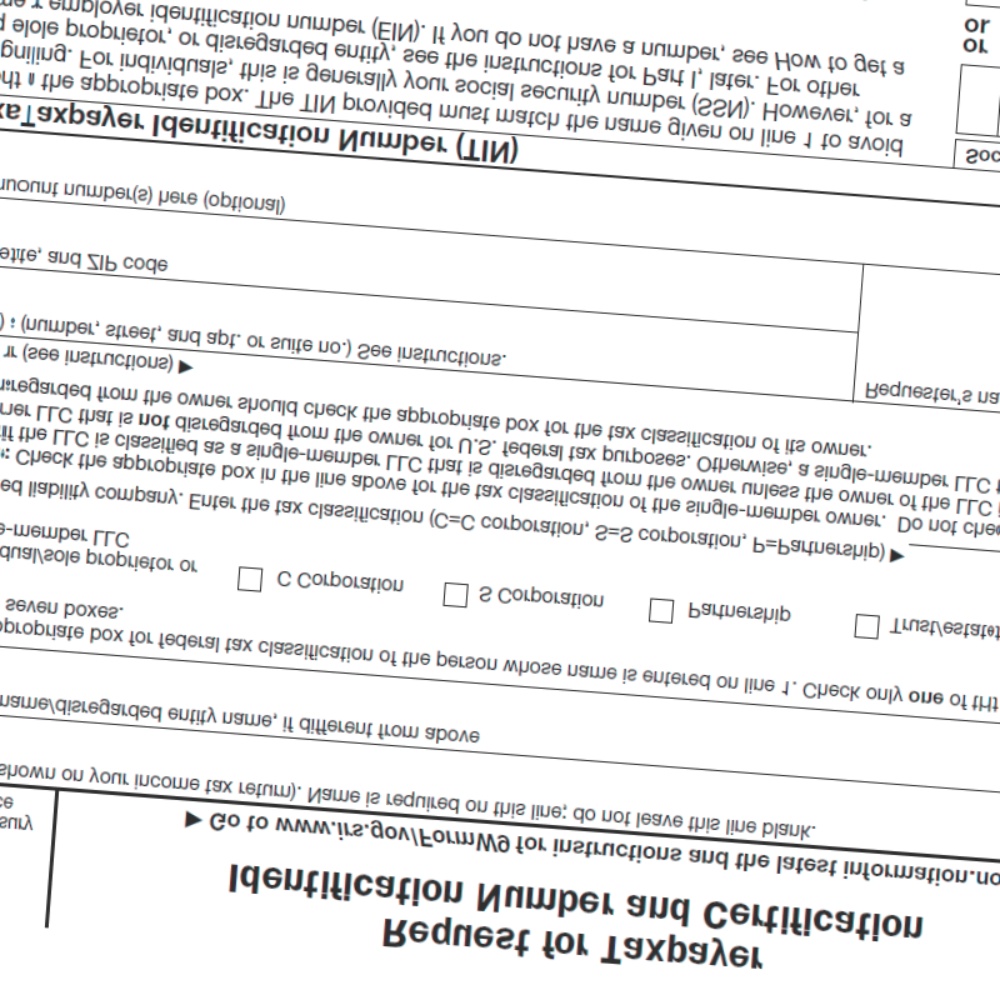 Request for Taxpayer
Identification Number and Certification
▶ Go to www.irs.gov/FormW9 for instructions and the latest information.
shown on your income tax return). Name is required on this line; do not leave this line blank.
name/disregarded entity name, if different from above
appropriate box for federal tax classification of the person whose name is entered on line 1. Check only one of
seven boxes.
dual/sole proprietor or
e-member LLC
C Corporation
S Corporation
Partnership
Trust/estate
ed liability company. Enter the tax classification (C=C corporation, S=S corporation, P=Partnership) ▶
Check the appropriate box in the line above for the tax classification of the single-member owner. Do not check
if the LLC is classified as a single-member LLC that is disregarded from the owner unless the owner of the LLC
LLC that is not disregarded from the owner for U.S. federal tax purposes. Otherwise, a single-member LLC
regarded from the owner should check the appropriate box for the tax classification of its owner.
(see instructions) ▶
(number, street, and apt. or suite no.) See instructions.
Requester's na
and ZIP code
number(s) here (optional)
Taxpayer Identification Number (TIN)
the appropriate box. The TIN provided must match the name given on line 1 to avoid
For individuals, this is generally your social security number (SSN). However, for a
proprietor, or disregarded entity, see the instructions for Part I, later. For other
employer identification number (EIN). If you do not have a number, see How to get a
Soc
or
or